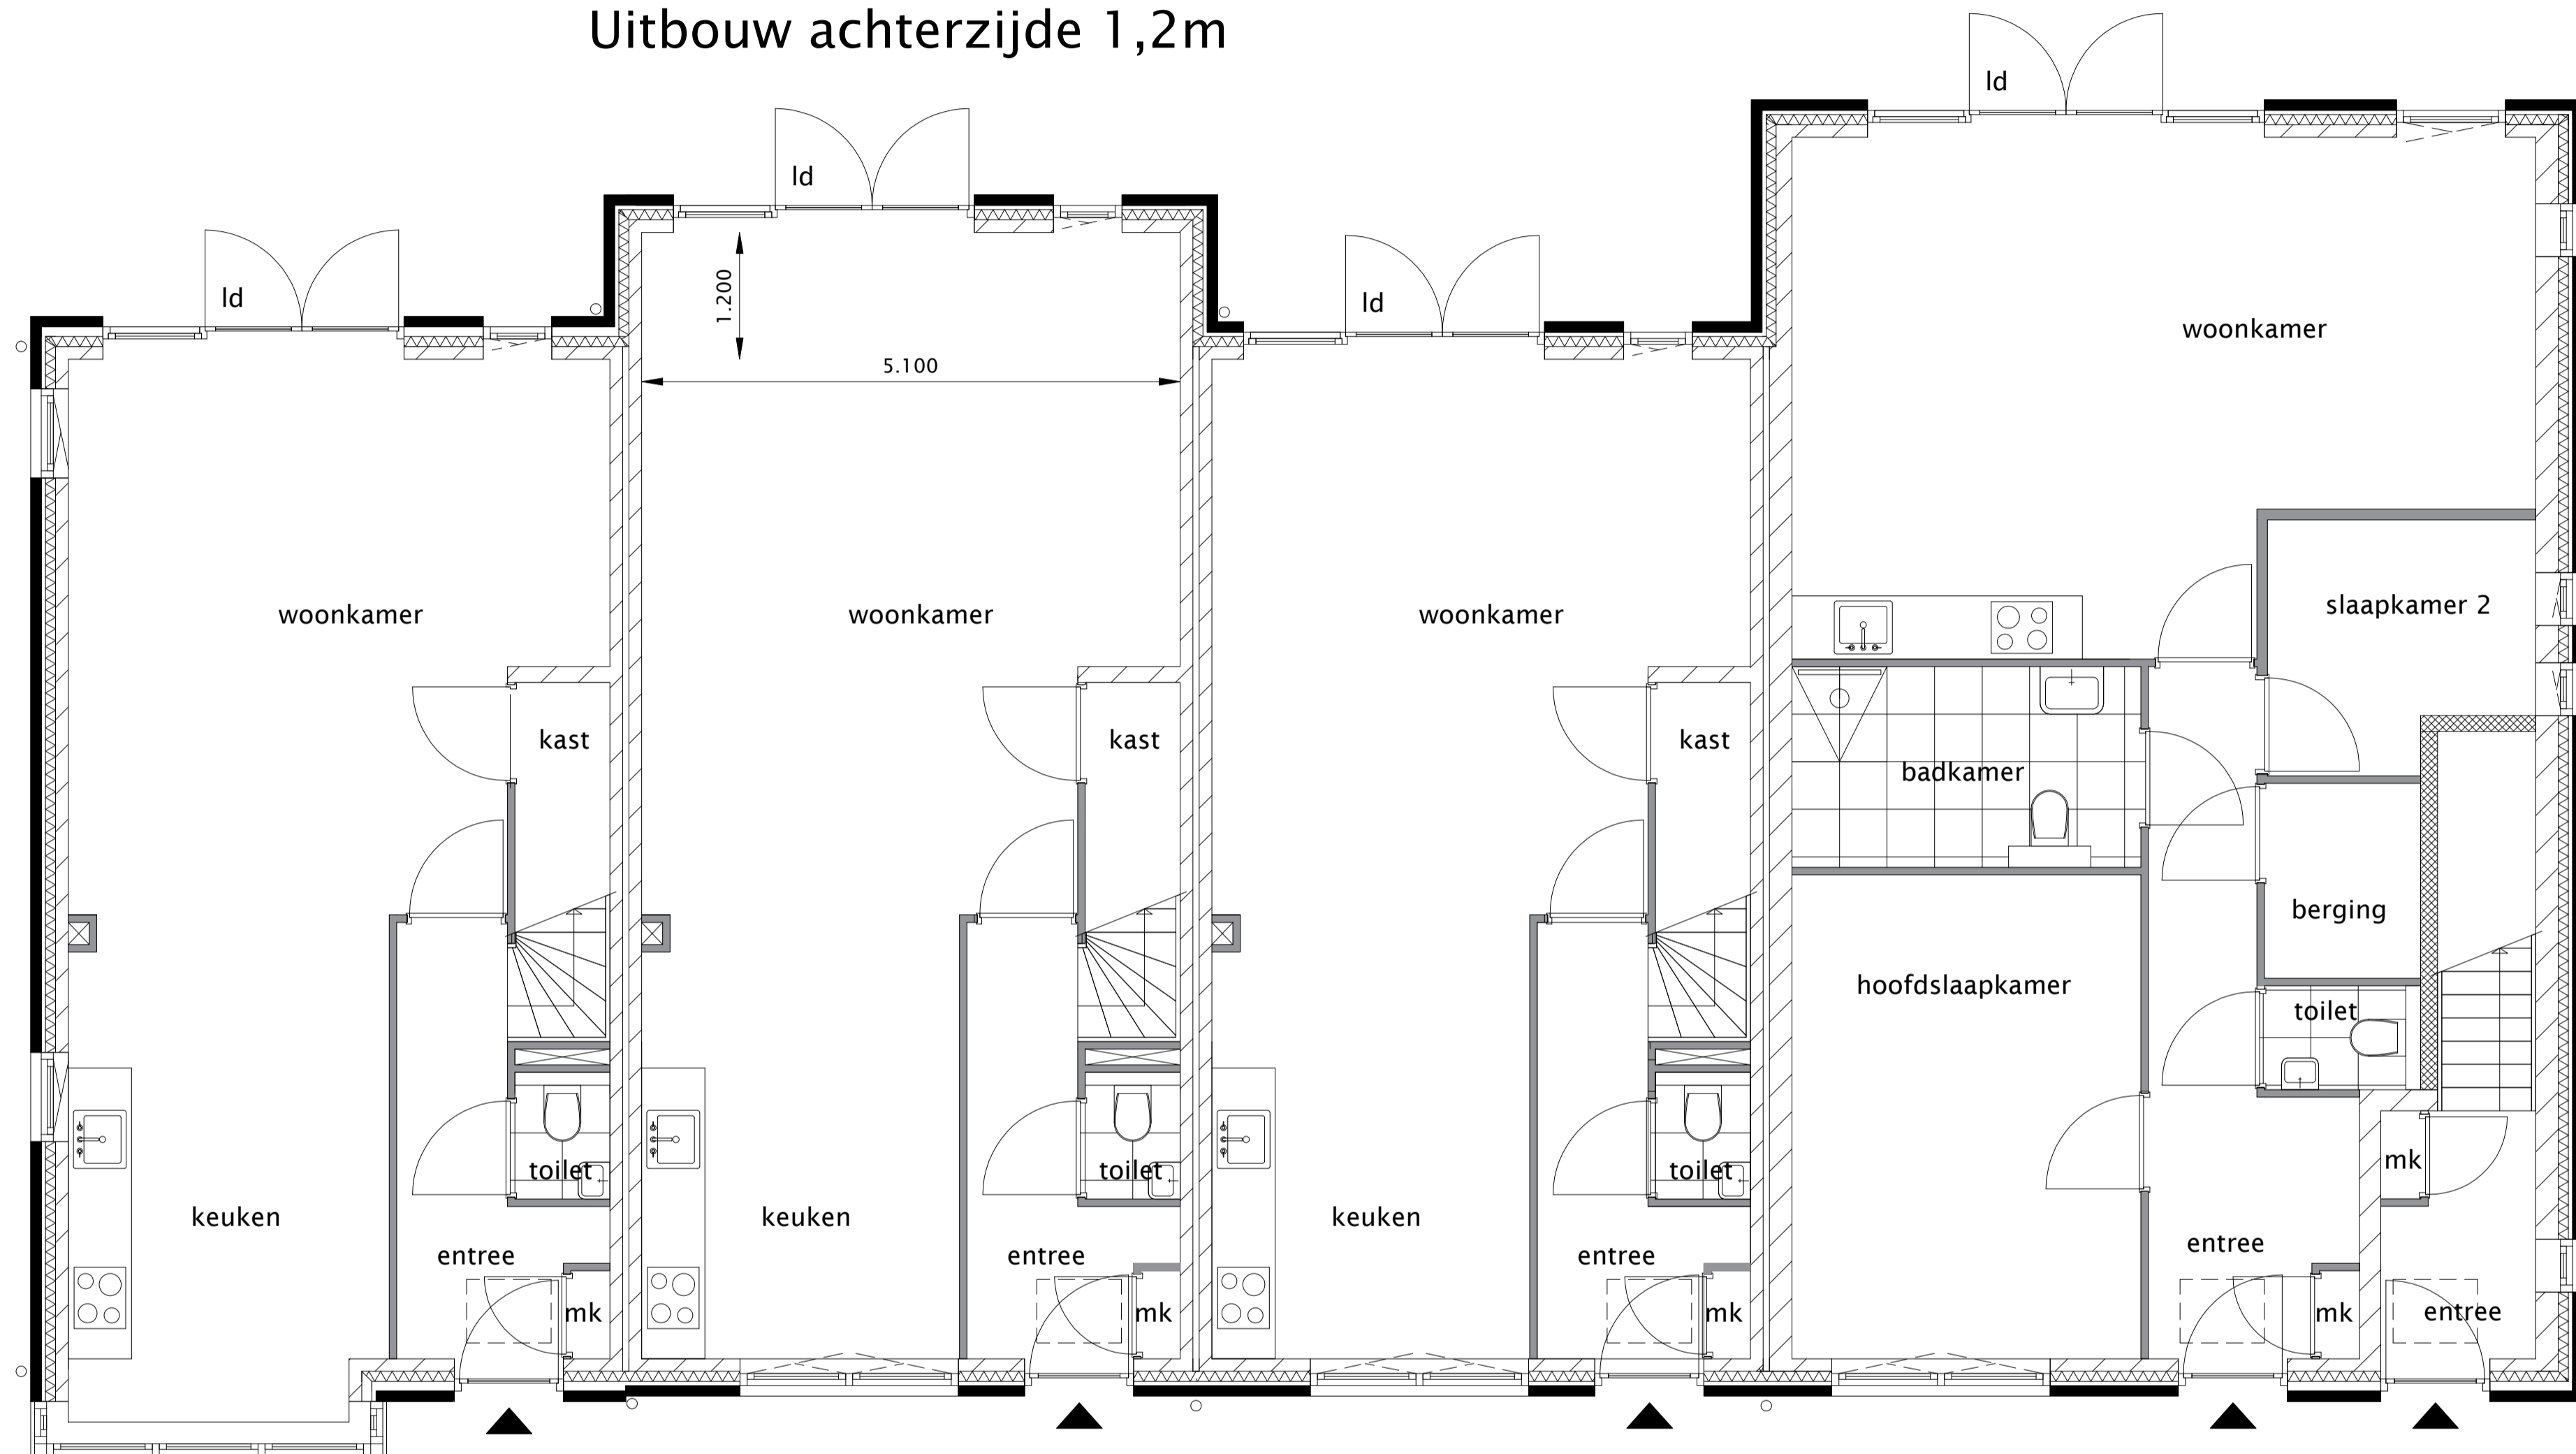 Uitbouw achterzijde 1,2m
ld
ld
ld
ld
1.200
5.100
woonkamer
woonkamer
woonkamer
woonkamer
slaapkamer 2
kast
kast
kast
badkamer
berging
hoofdslaapkamer
toilet
toilet
toilet
toilet
mk
keuken
keuken
keuken
entree
entree
entree
entree
mk
mk
mk
mk
entree